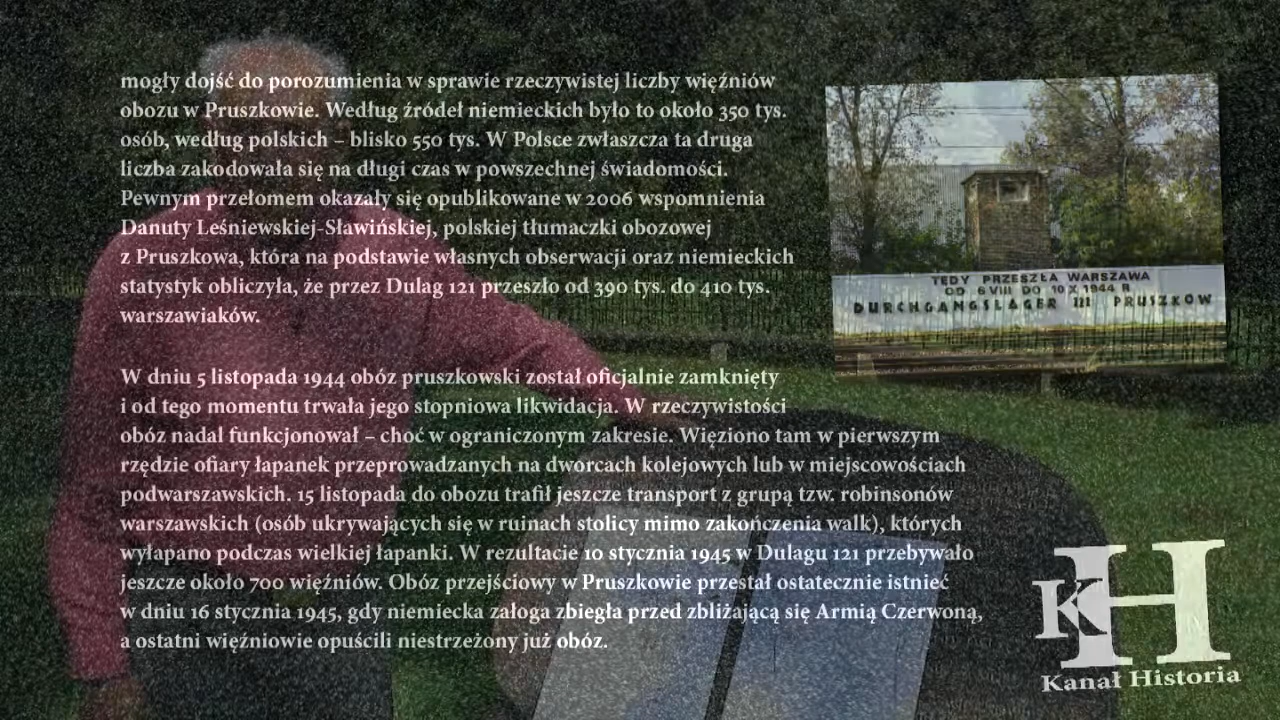 mogły dojść do porozumienia w sprawie rzeczywistej liczby więźniów
obozu w Pruszkowie. Według źródeł niemieckich było to około 350 tys.
osób, według polskich – blisko 550 tys. W Polsce zwłaszcza ta druga
liczba zakodowała się na długi czas w powszechnej świadomości.
Pewnym przełomem okazały się opublikowane w 2006 wspomnienia
Danuty Leśniewskiej-Sławińskiej, polskiej tłumaczki obozowej
z Pruszkowa, która na podstawie własnych obserwacji oraz niemieckich
statystyk obliczyła, że przez Dulag 121 przeszło od 390 tys. do 410 tys.
warszawiaków.
W dniu 5 listopada 1944 obóz pruszkowski został oficjalnie zamknięty
i od tego momentu trwała jego stopniowa likwidacja. W rzeczywistości
obóz nadal funkcjonował – choć w ograniczonym zakresie. Więziono tam w pierwszym
rzędzie ofiary łapanek przeprowadzanych na dworcach kolejowych lub w miejscowościach
podwarszawskich. 15 listopada do obozu trafił jeszcze transport z grupą tzw. robinsonów
warszawskich (osób ukrywających się w ruinach stolicy mimo zakończenia walk), których
wyłapano podczas wielkiej łapanki. W rezultacie 10 stycznia 1945 w Dulagu 121 przebywało
jeszcze około 700 więźniów. Obóz przejściowy w Pruszkowie przestał ostatecznie istnieć
w dniu 16 stycznia 1945, gdy niemiecka załoga zbiegła przed zbliżającą się Armią Czerwoną,
a ostatni więźniowie opuścili niestrzeżony już obóz.
TĘDY PRZESZŁA WARSZAWA
OD 6 VIII DO 10 X 1944 R
DURCHGANGSLAGER 121 PRUSZKÓW
KH
Kanał Historia